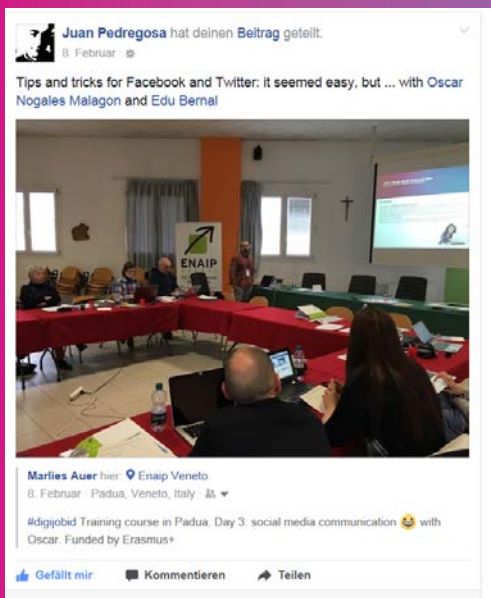 Juan Pedregosa hat deinen Beitrag geteilt.
8. Februar
Tips and tricks for Facebook and Twitter: it seemed easy, but ... with Oscar
Nogales Malagon and Edu Bernal
ENAIP
Marlies Auer hier: Enaip Veneto.
8. Februar · Padua, Veneto, Italy
#digijobid Training course in Padua. Day 3: social media communication 😂 with
Oscar. Funded by Erasmus+
Gefällt mir Kommentieren Teilen